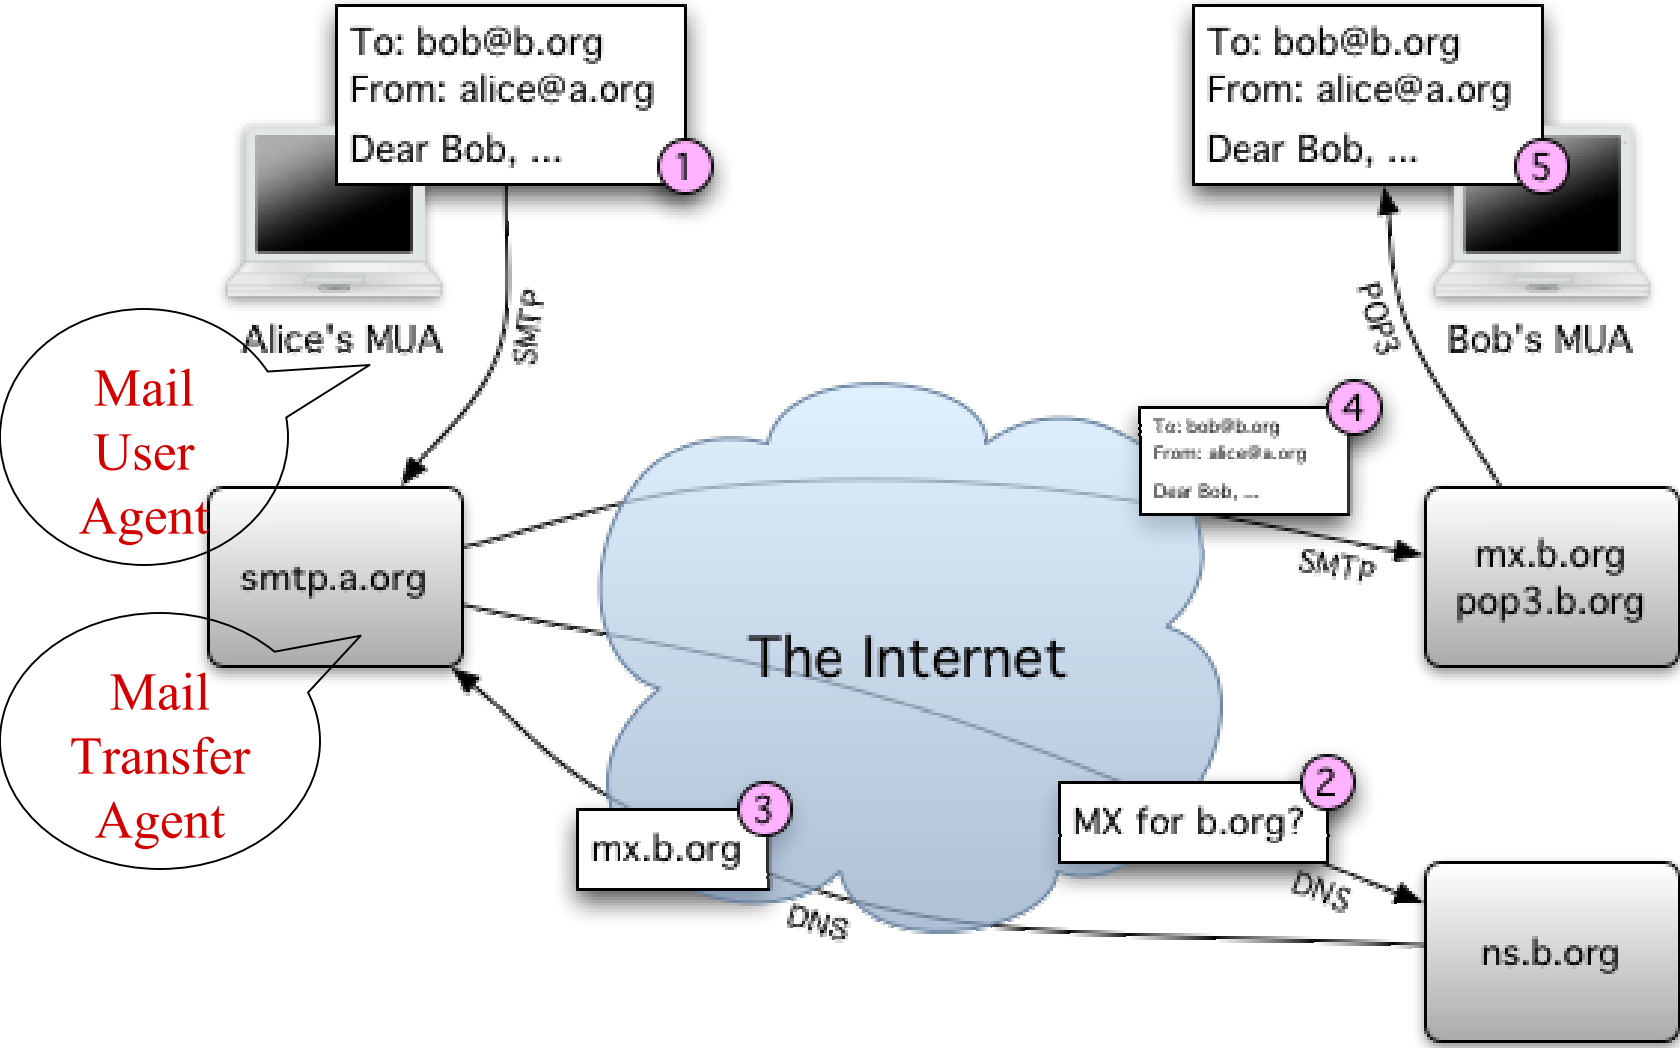 To: bob@b.org
From: alice@a.org
Dear Bob, ...
1
To: bob@b.org
From: alice@a.org
Dear Bob, ...
5
SMTP
POP3
Alice's MUA
Bob's MUA
Mail
User
Agent
4
To: bob@b.org
From: alice@a.org
Dear Bob, ...
smtp.a.org
SMTP
mx.b.org
pop3.b.org
The Internet
Mail
Transfer
Agent
3
mx.b.org
DNS
2
MX for b.org?
DNS
ns.b.org